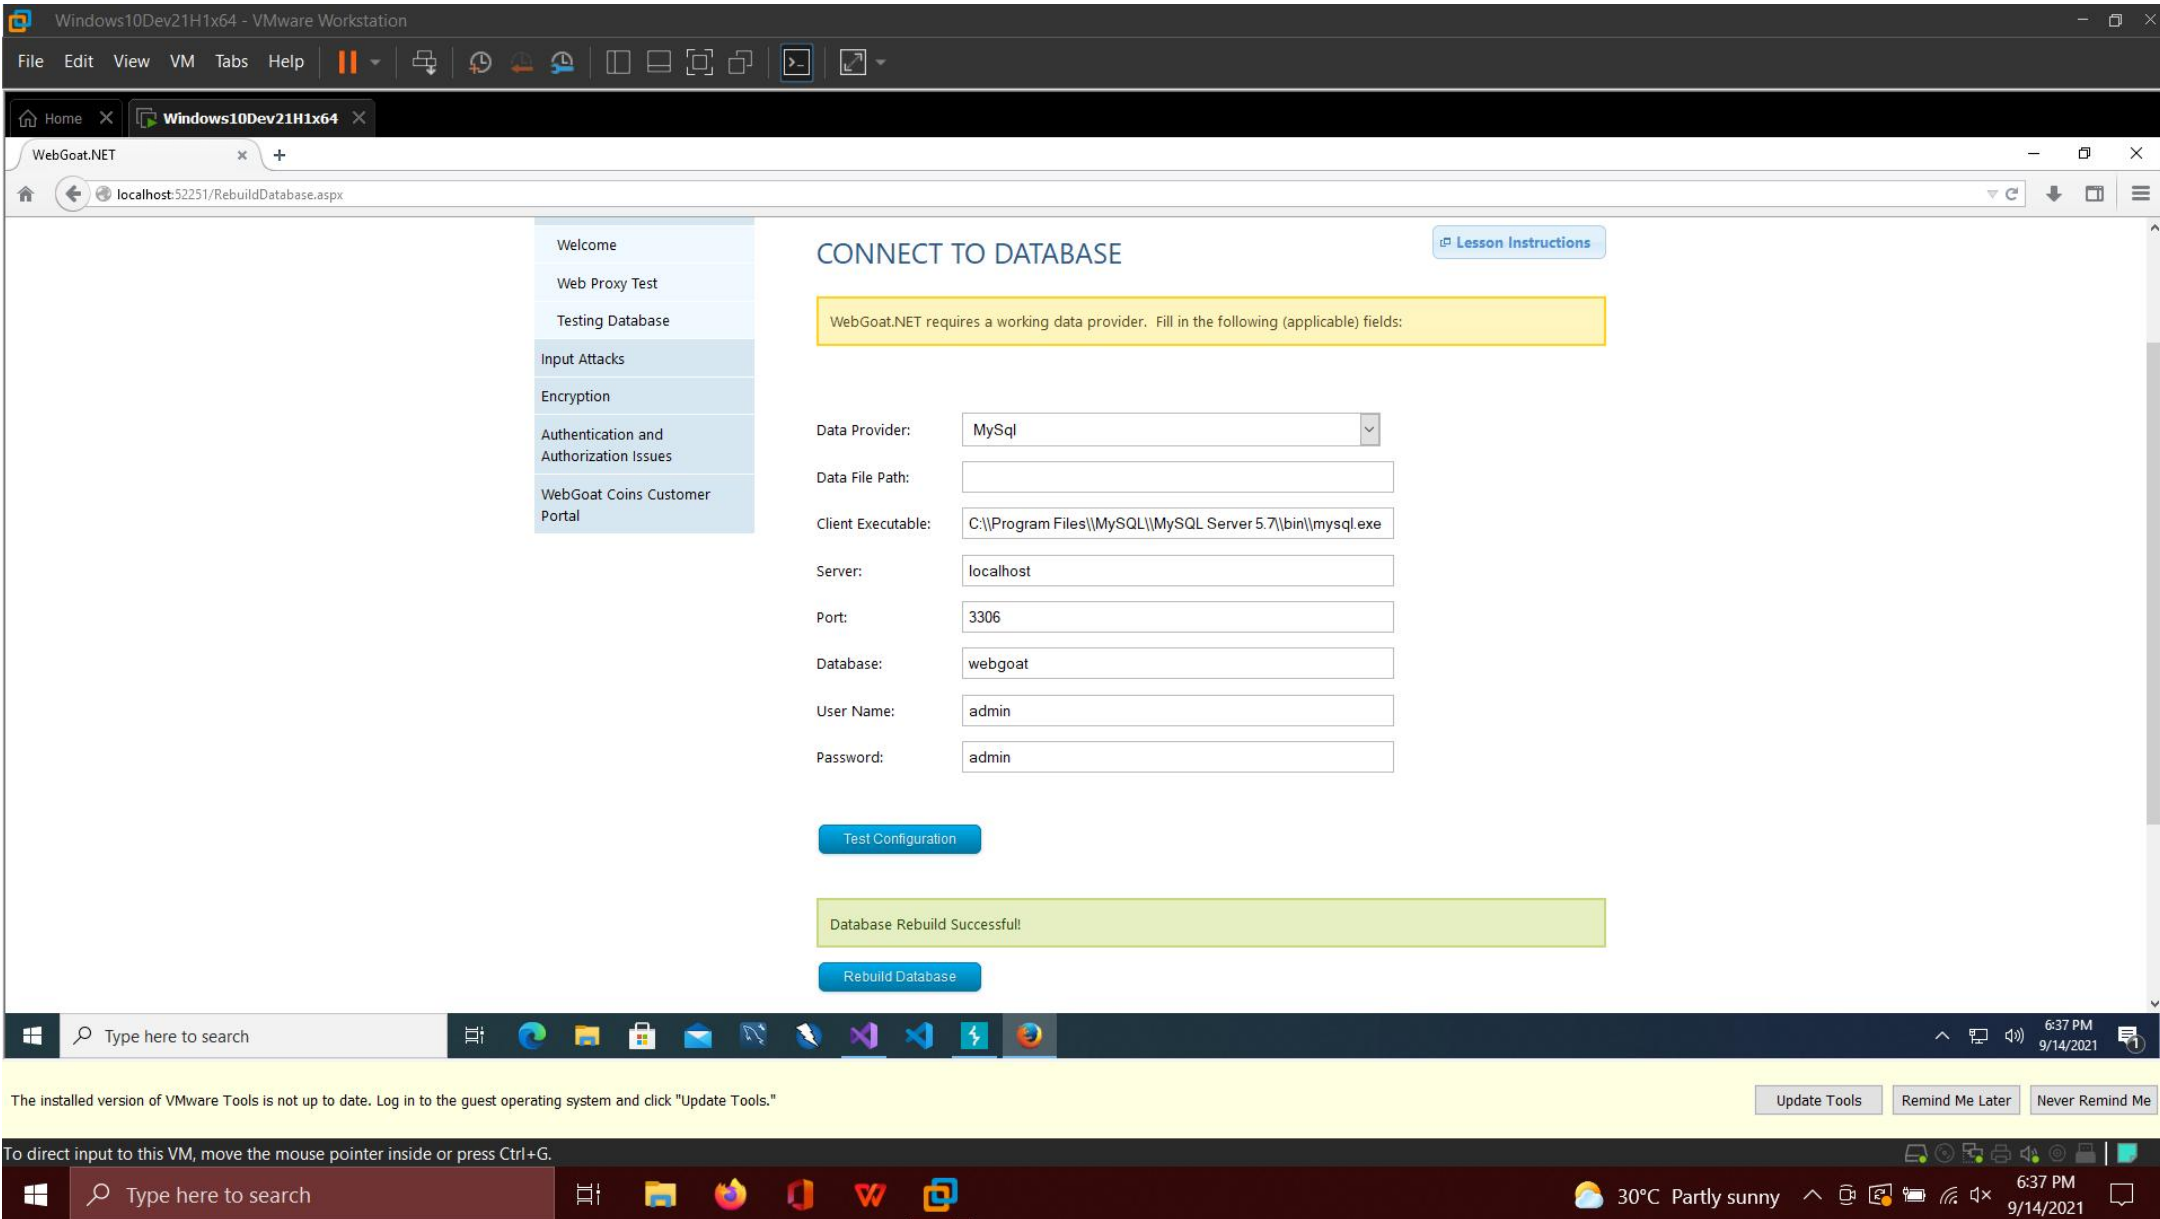 Windows10Dev21H1x64 - VMware Workstation
File Edit View VM Tabs Help
Home
Windows10Dev21H1x64
WebGoat.NET
localhost:52251/RebuildDatabase.aspx
Welcome
Web Proxy Test
Testing Database
Input Attacks
Encryption
Authentication and
Authorization Issues
WebGoat Coins Customer
Portal
CONNECT TO DATABASE
Lesson Instructions
WebGoat.NET requires a working data provider. Fill in the following (applicable) fields:
Data Provider: MySql
Data File Path:
Client Executable: C:\\Program Files\\MySQL\\MySQL Server 5.7\\bin\\mysql.exe
Server: localhost
Port: 3306
Database: webgoat
User Name: admin
Password: admin
Test Configuration
Database Rebuild Successful!
Rebuild Database
Type here to search
6:37 PM
9/14/2021
1
The installed version of VMware Tools is not up to date. Log in to the guest operating system and click "Update Tools."
Update Tools
Remind Me Later
Never Remind Me
To direct input to this VM, move the mouse pointer inside or press Ctrl+G.
Type here to search
30°C Partly sunny
6:37 PM
9/14/2021